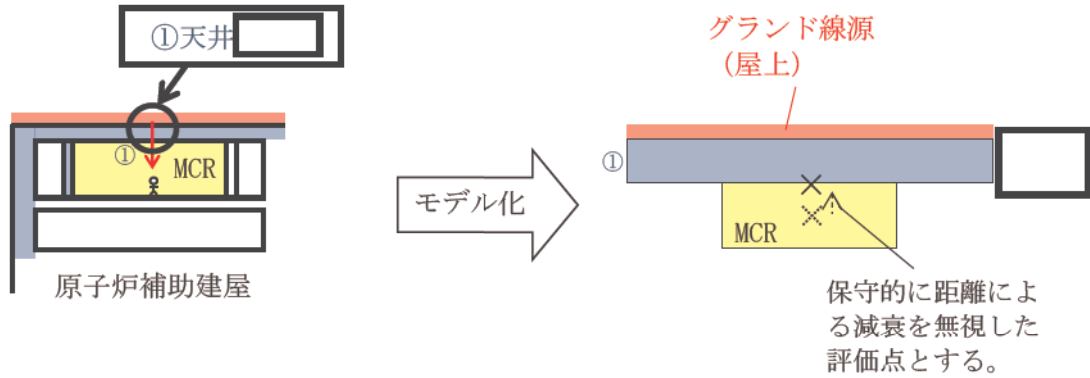 ①天井
グランド線源
(屋上)
①
MCR
①
モデル化
MCR
原子炉補助建屋
保守的に距離によ
る減衰を無視した
評価点とする。